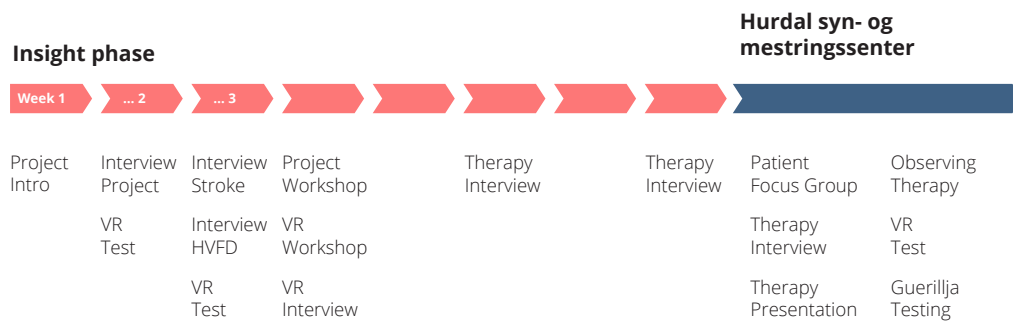 Insight phase
Hurdal syn- og
mestringssenter
Week 1
... 2
... 3
Project
Intro
Interview
Project
VR
Test
Interview
Stroke
Interview
HVFD
VR
Test
Project
Workshop
VR
Workshop
VR
Interview
Therapy
Interview
Therapy
Interview
Patient
Focus Group
Therapy
Interview
Therapy
Presentation
Observing
Therapy
VR
Test
Guerillja
Testing